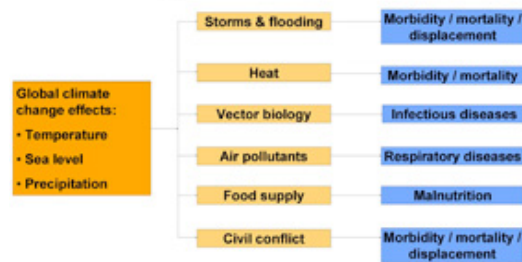 Global climate
change effects:
• Temperature
• Sea level
• Precipitation
Storms & flooding
Morbidity / mortality /
displacement
Heat
Morbidity / mortality
Vector biology
Infectious diseases
Air pollutants
Respiratory diseases
Food supply
Malnutrition
Civil conflict
Morbidity / mortality /
displacement